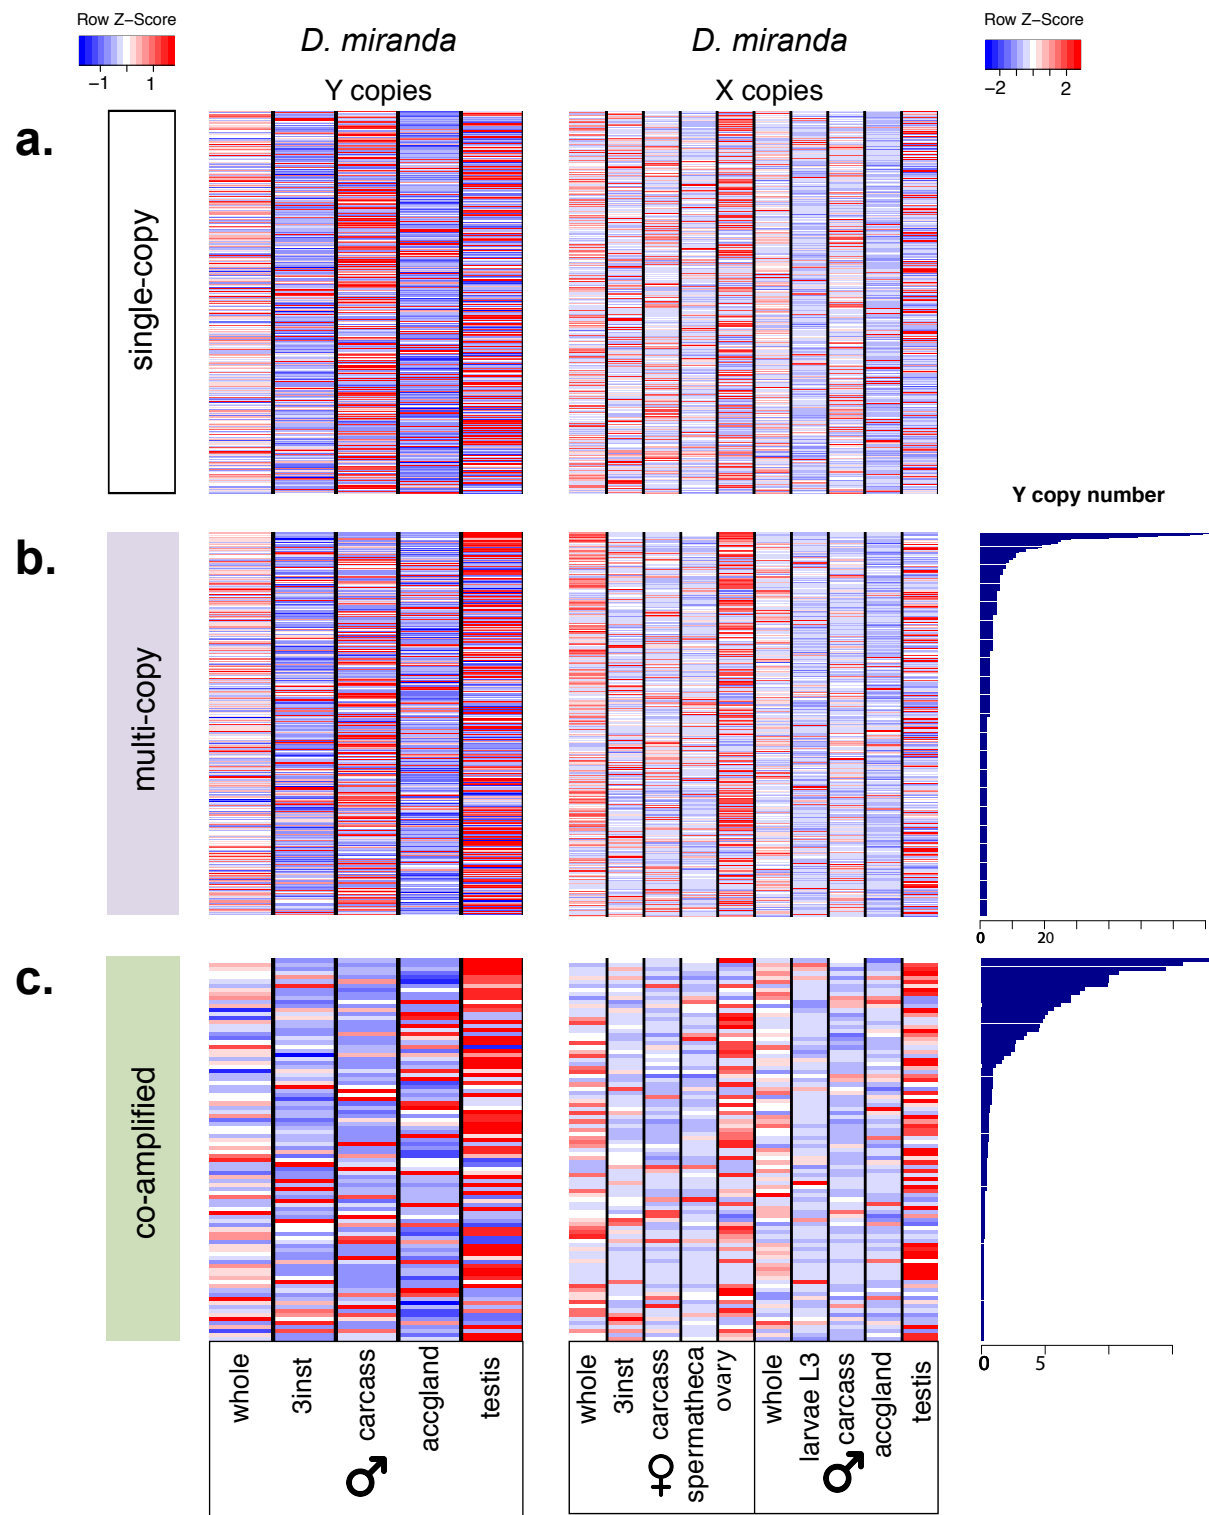 Row Z−Score
−1 1
D. miranda
Y copies
D. miranda
X copies
Row Z−Score
−2 2
a.
single-copy
b.
multi-copy
Y copy number
0 20
c.
co-amplified
0 5
whole
3inst
carcass
accgland
testis
♂
whole
3inst
carcass
spermatheca
ovary
♀
whole
larvae L3
carcass
accgland
testis
♂